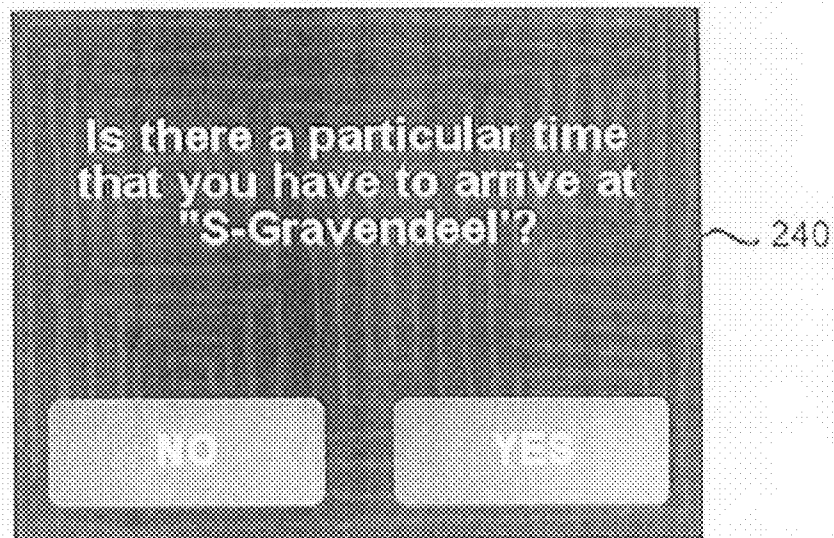 Is there a particular time
that you have to arrive at
"S-Gravendeel"?
240
NO YES